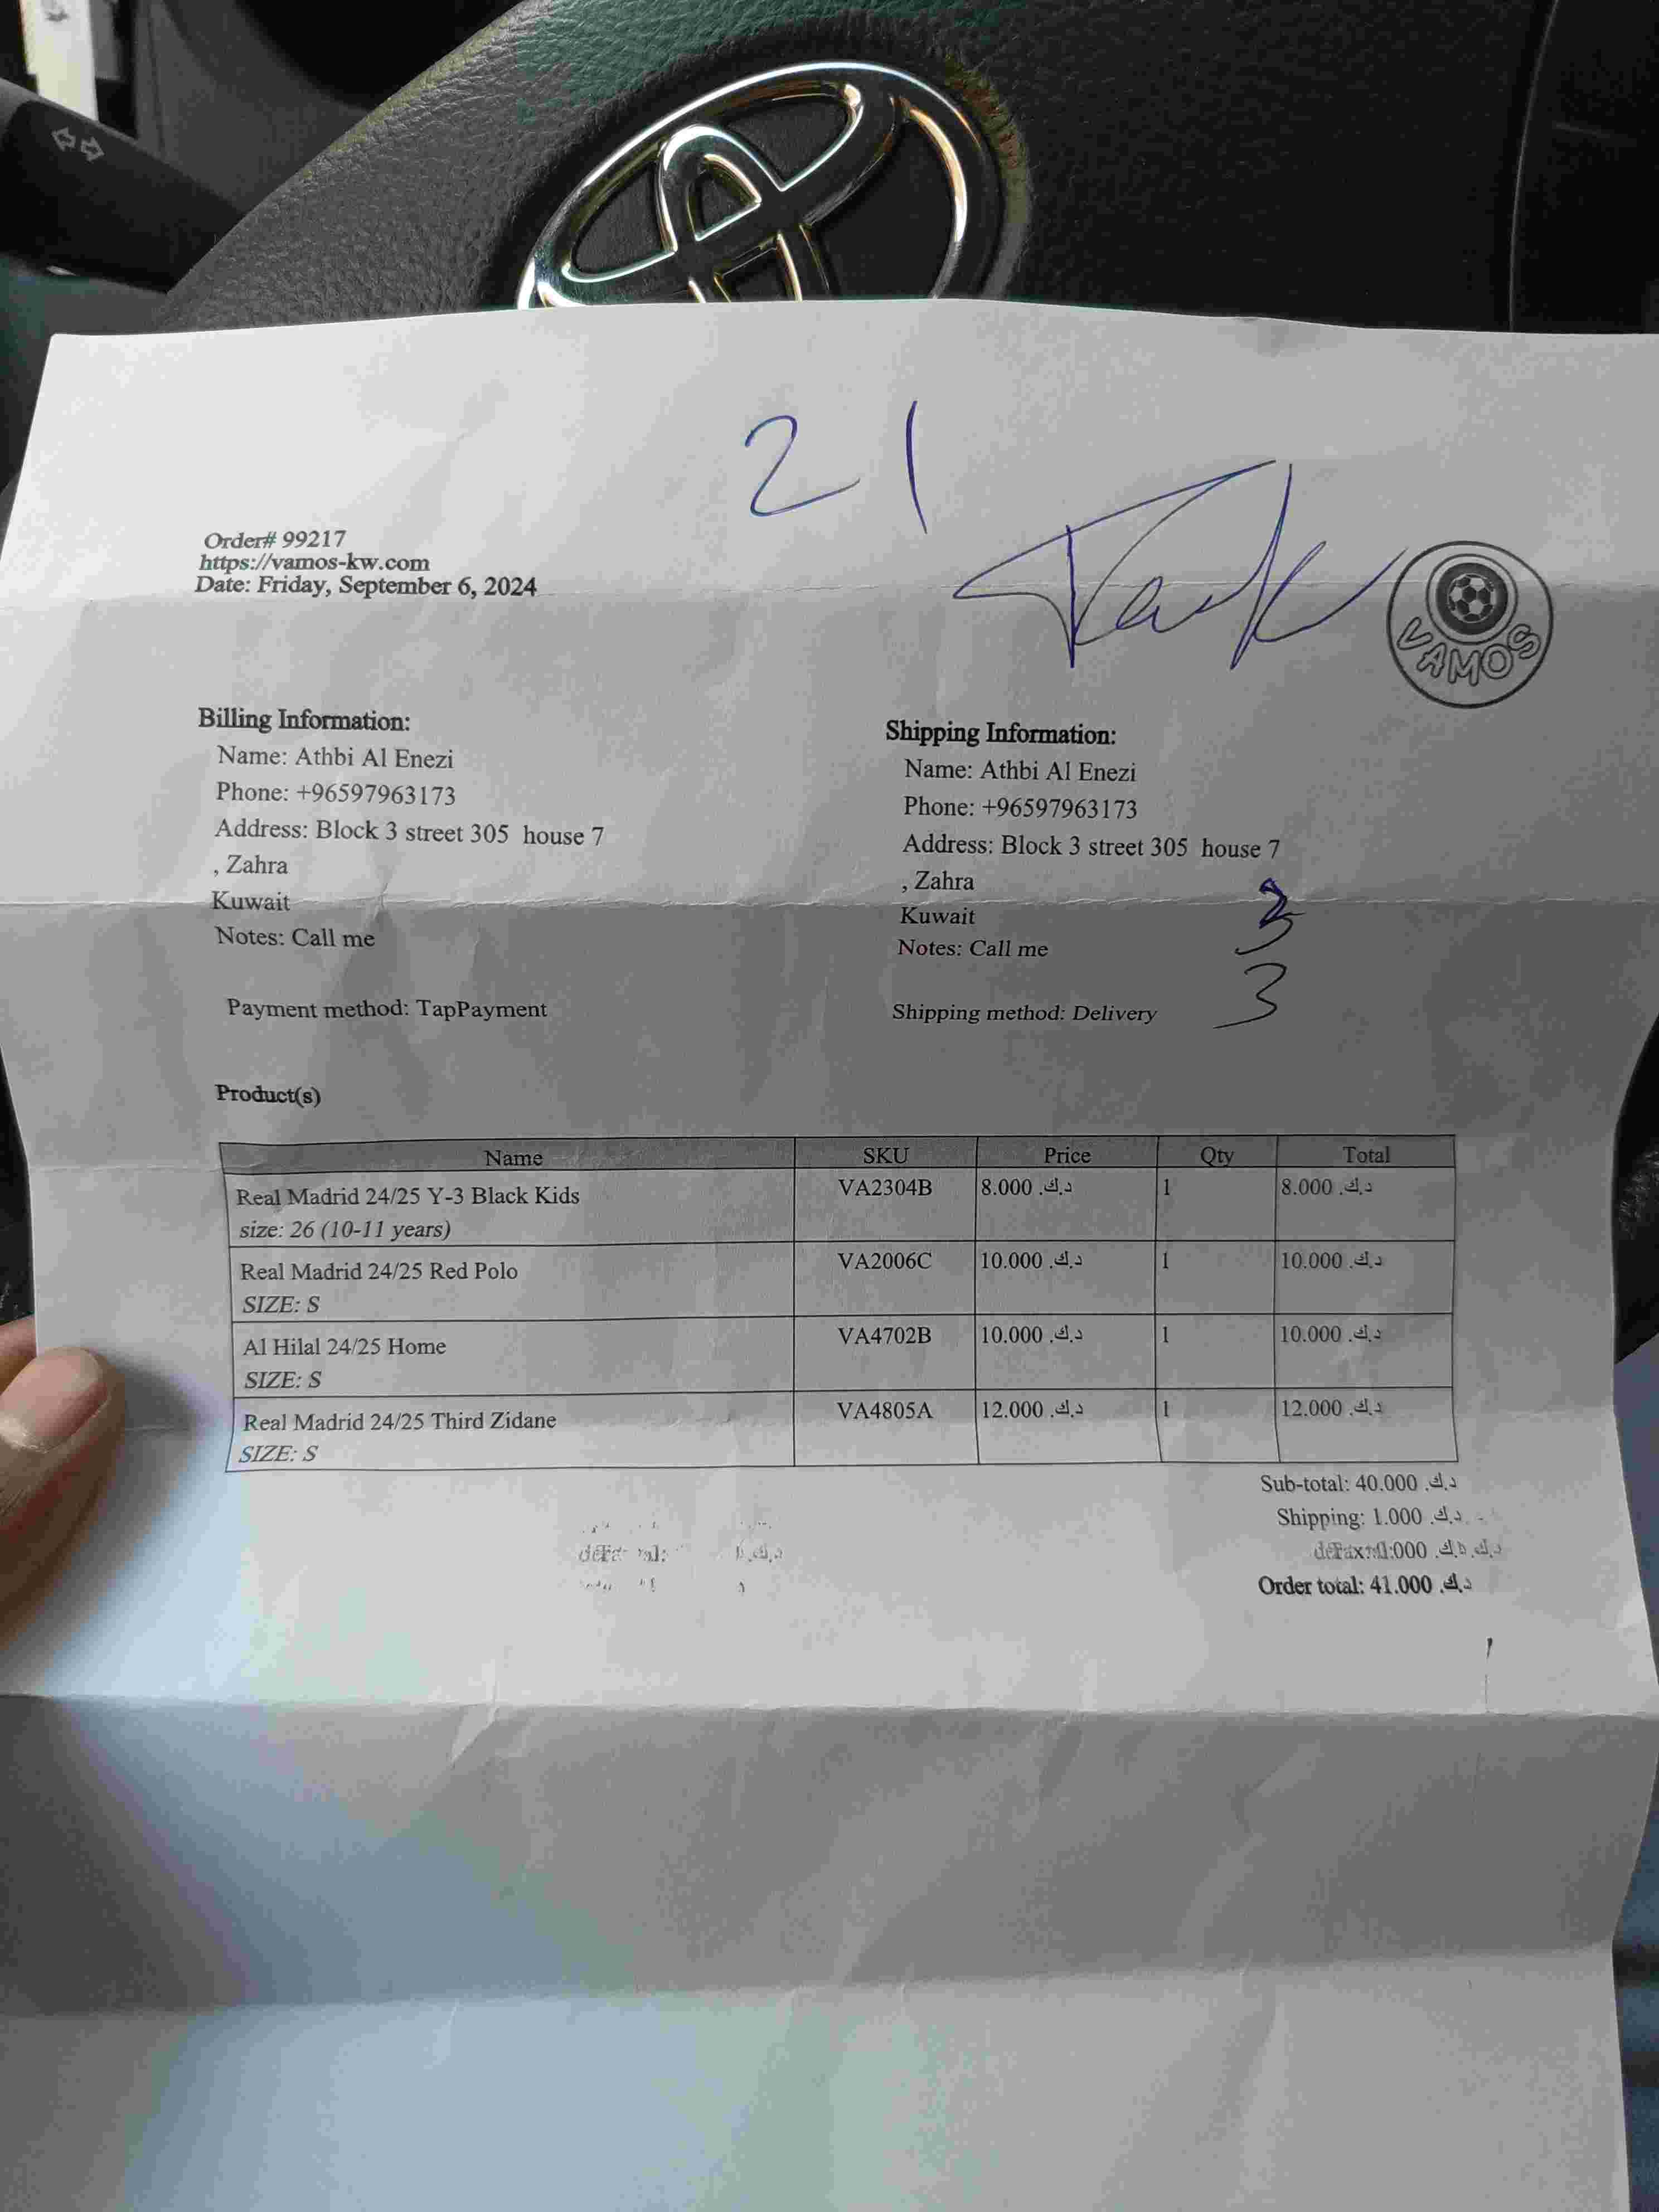 21
Order# 99217
https://vamos-kw.com
Date: Friday, September 6, 2024
VAMOS
Billing Information:
Name: Athbi Al Enezi
Phone: +96597963173
Address: Block 3 street 305 house 7
, Zahra
Kuwait
Notes: Call me
Payment method: TapPayment
Shipping Information:
Name: Athbi Al Enezi
Phone: +96597963173
Address: Block 3 street 305 house 7
, Zahra
Kuwait
Notes: Call me
3
Shipping method: Delivery
Product(s)
Name SKU Price Qty Total
Real Madrid 24/25 Y-3 Black Kids VA2304B 8.000 د.ك. 1 8.000 د.ك.
size: 26 (10-11 years)
Real Madrid 24/25 Red Polo VA2006C 10.000 د.ك. 1 10.000 د.ك.
SIZE: S
Al Hilal 24/25 Home VA4702B 10.000 د.ك. 1 10.000 د.ك.
SIZE: S
Real Madrid 24/25 Third Zidane VA4805A 12.000 د.ك. 1 12.000 د.ك.
SIZE: S
Sub-total: 40.000 د.ك.
Shipping: 1.000 د.ك.
Order total: 41.000 د.ك.